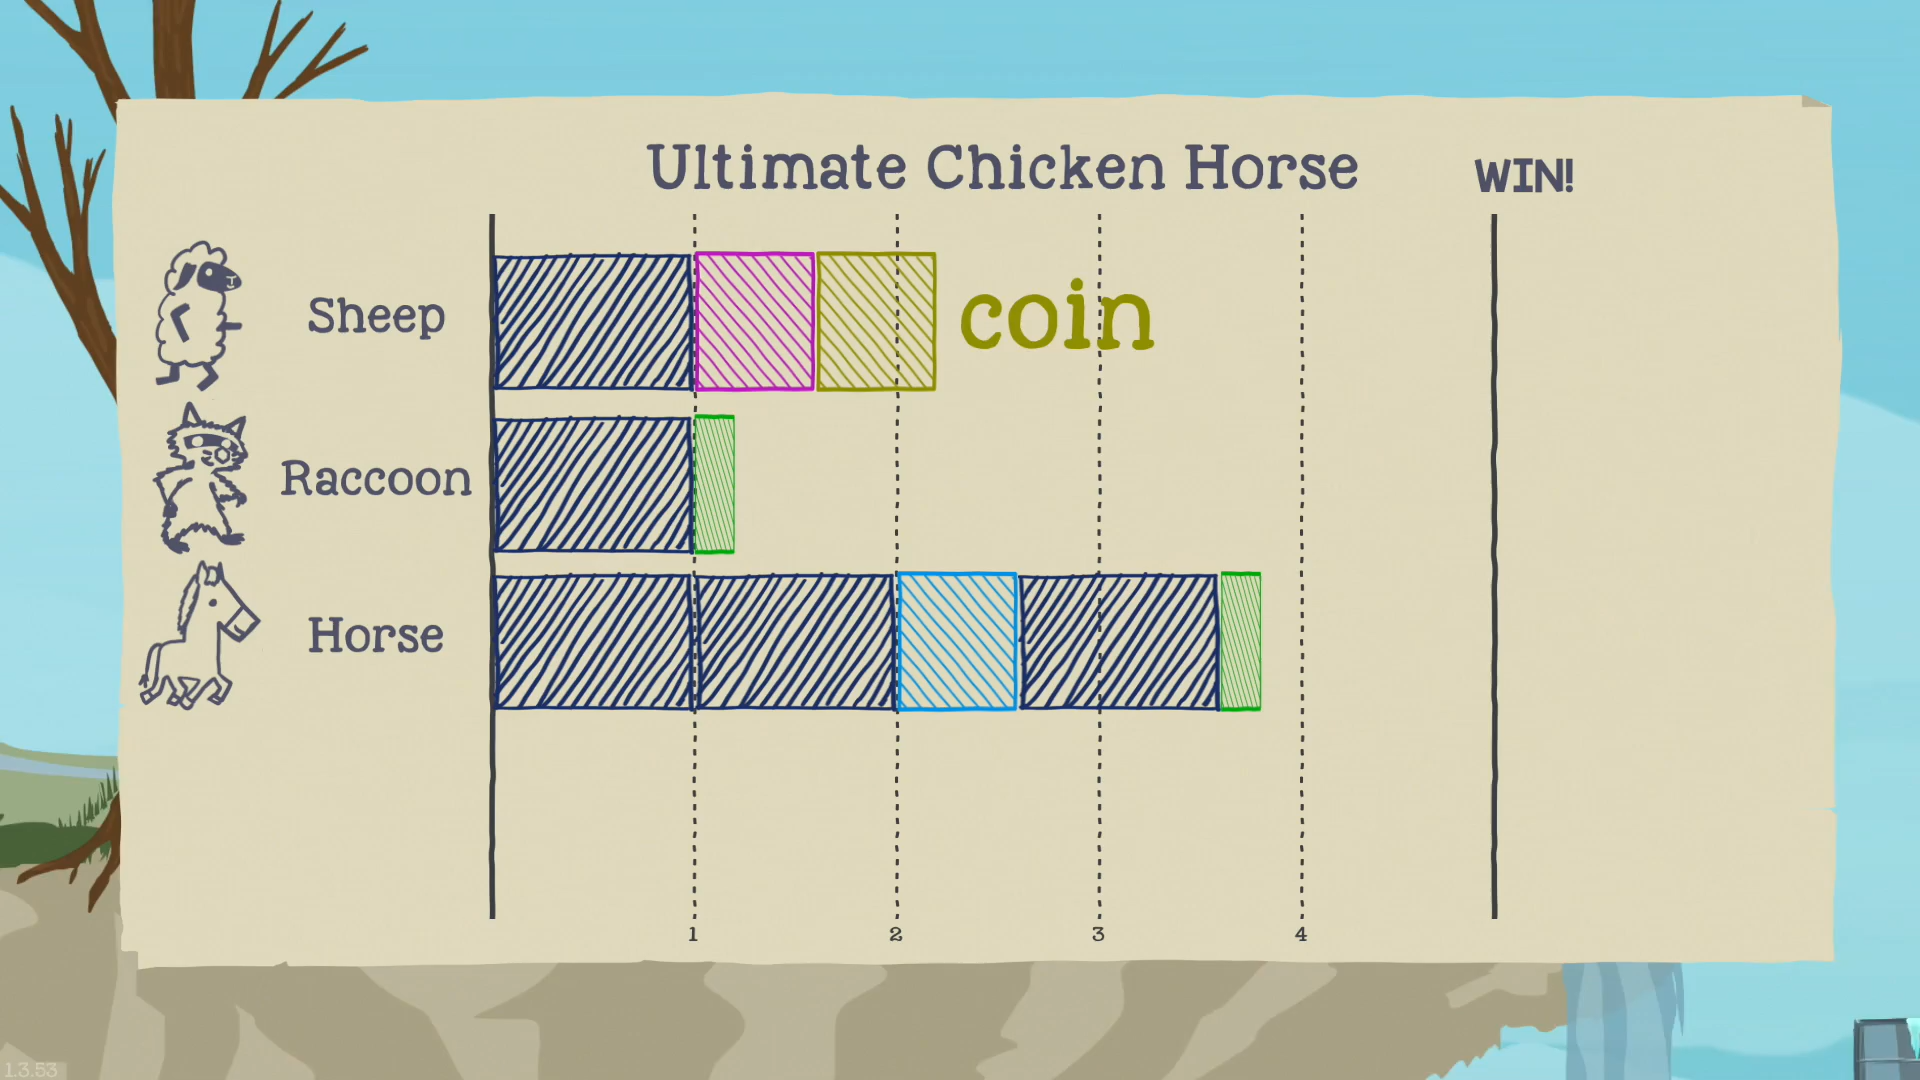 Ultimate Chicken Horse
WIN!
Sheep
coin
Raccoon
Horse
1 2 3 4
1.3.53